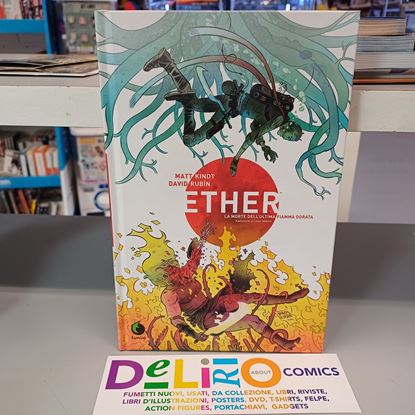 MATT KINDT
DAVID RUBÍN
ETHER
LA MORTE DELL'ULTIMA FIAMMA DORATA
DELIRIO ABOUT COMICS
FUMETTI NUOVI, USATI, DA COLLEZIONE, LIBRI, RIVISTE,
LIBRI D'ILLUSTRAZIONI, POSTERS, DVD, T-SHIRTS, FELPE,
ACTION FIGURES, PORTACHIAVI, GADGETS